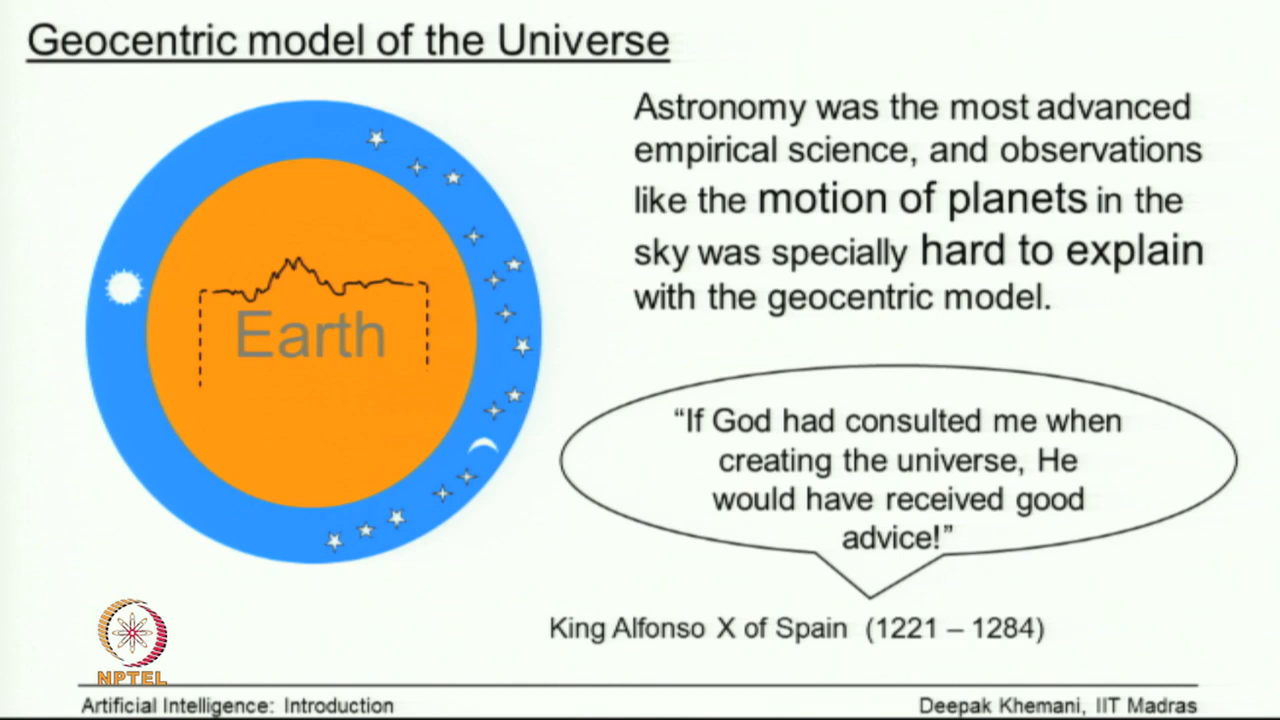 Geocentric model of the Universe
Astronomy was the most advanced
empirical science, and observations
like the motion of planets in the
sky was specially hard to explain
with the geocentric model.
Earth
“If God had consulted me when
creating the universe, He
would have received good
advice!”
King Alfonso X of Spain (1221 – 1284)
NPTEL
Artificial Intelligence: Introduction
Deepak Khemani, IIT Madras